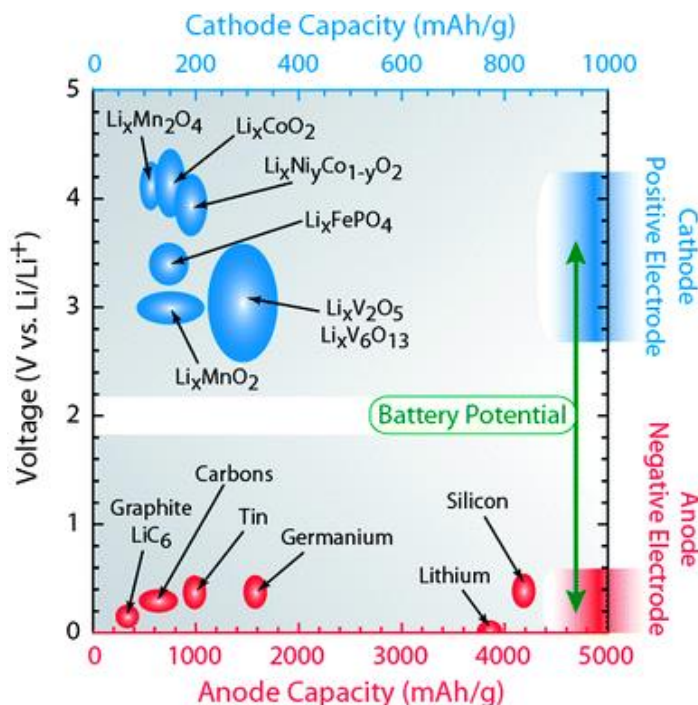 Cathode Capacity (mAh/g)
0 200 400 600 800 1000
5
4
3
2
1
0
Voltage (V vs. Li/Li⁺)
LiₓMn₂O₄
LiₓCoO₂
LiₓNiyCo₁₋yO₂
LiₓFePO₄
LiₓV₂O₅
LiₓV₆O₁₃
LiₓMnO₂
Battery Potential
Carbons
Graphite
LiC₆
Tin
Germanium
Silicon
Lithium
Cathode
Positive Electrode
Anode
Negative Electrode
0 1000 2000 3000 4000 5000
Anode Capacity (mAh/g)